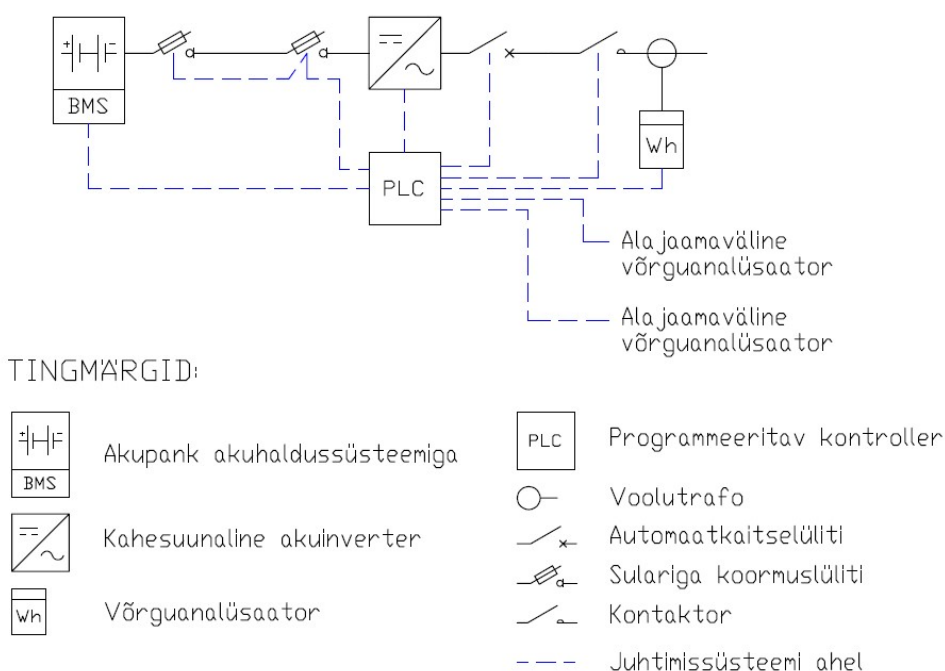 BMS
Wh
PLC
Alajaamaväline
võrguanalüsaator
Alajaamaväline
võrguanalüsaator
TINGMÄRGID:
BMS
Akupank akuhaldussüsteemiga
Kahesuunaline akuinverter
Wh
Võrguanalüsaator
PLC
Programmeeritav kontroller
Voolutrafo
Automaatkaitselüliti
Sulariga koormuslüliti
Kontaktor
Juhtimissüsteemi ahel